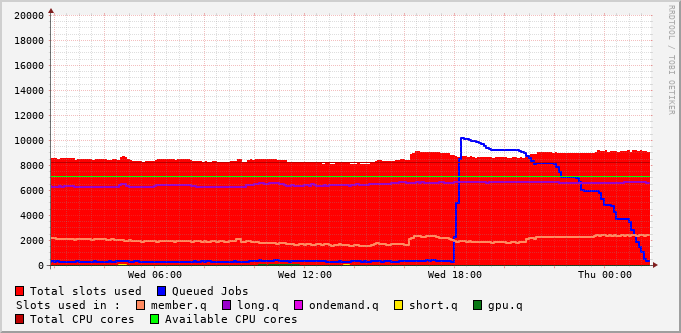 20000
18000
16000
14000
12000
10000
8000
6000
4000
2000
0
Wed 06:00 Wed 12:00 Wed 18:00 Thu 00:00
RRDTOOL / TOBI OETIKER
Total slots used Queued Jobs
Slots used in : member.q long.q ondemand.q short.q gpu.q
Total CPU cores Available CPU cores